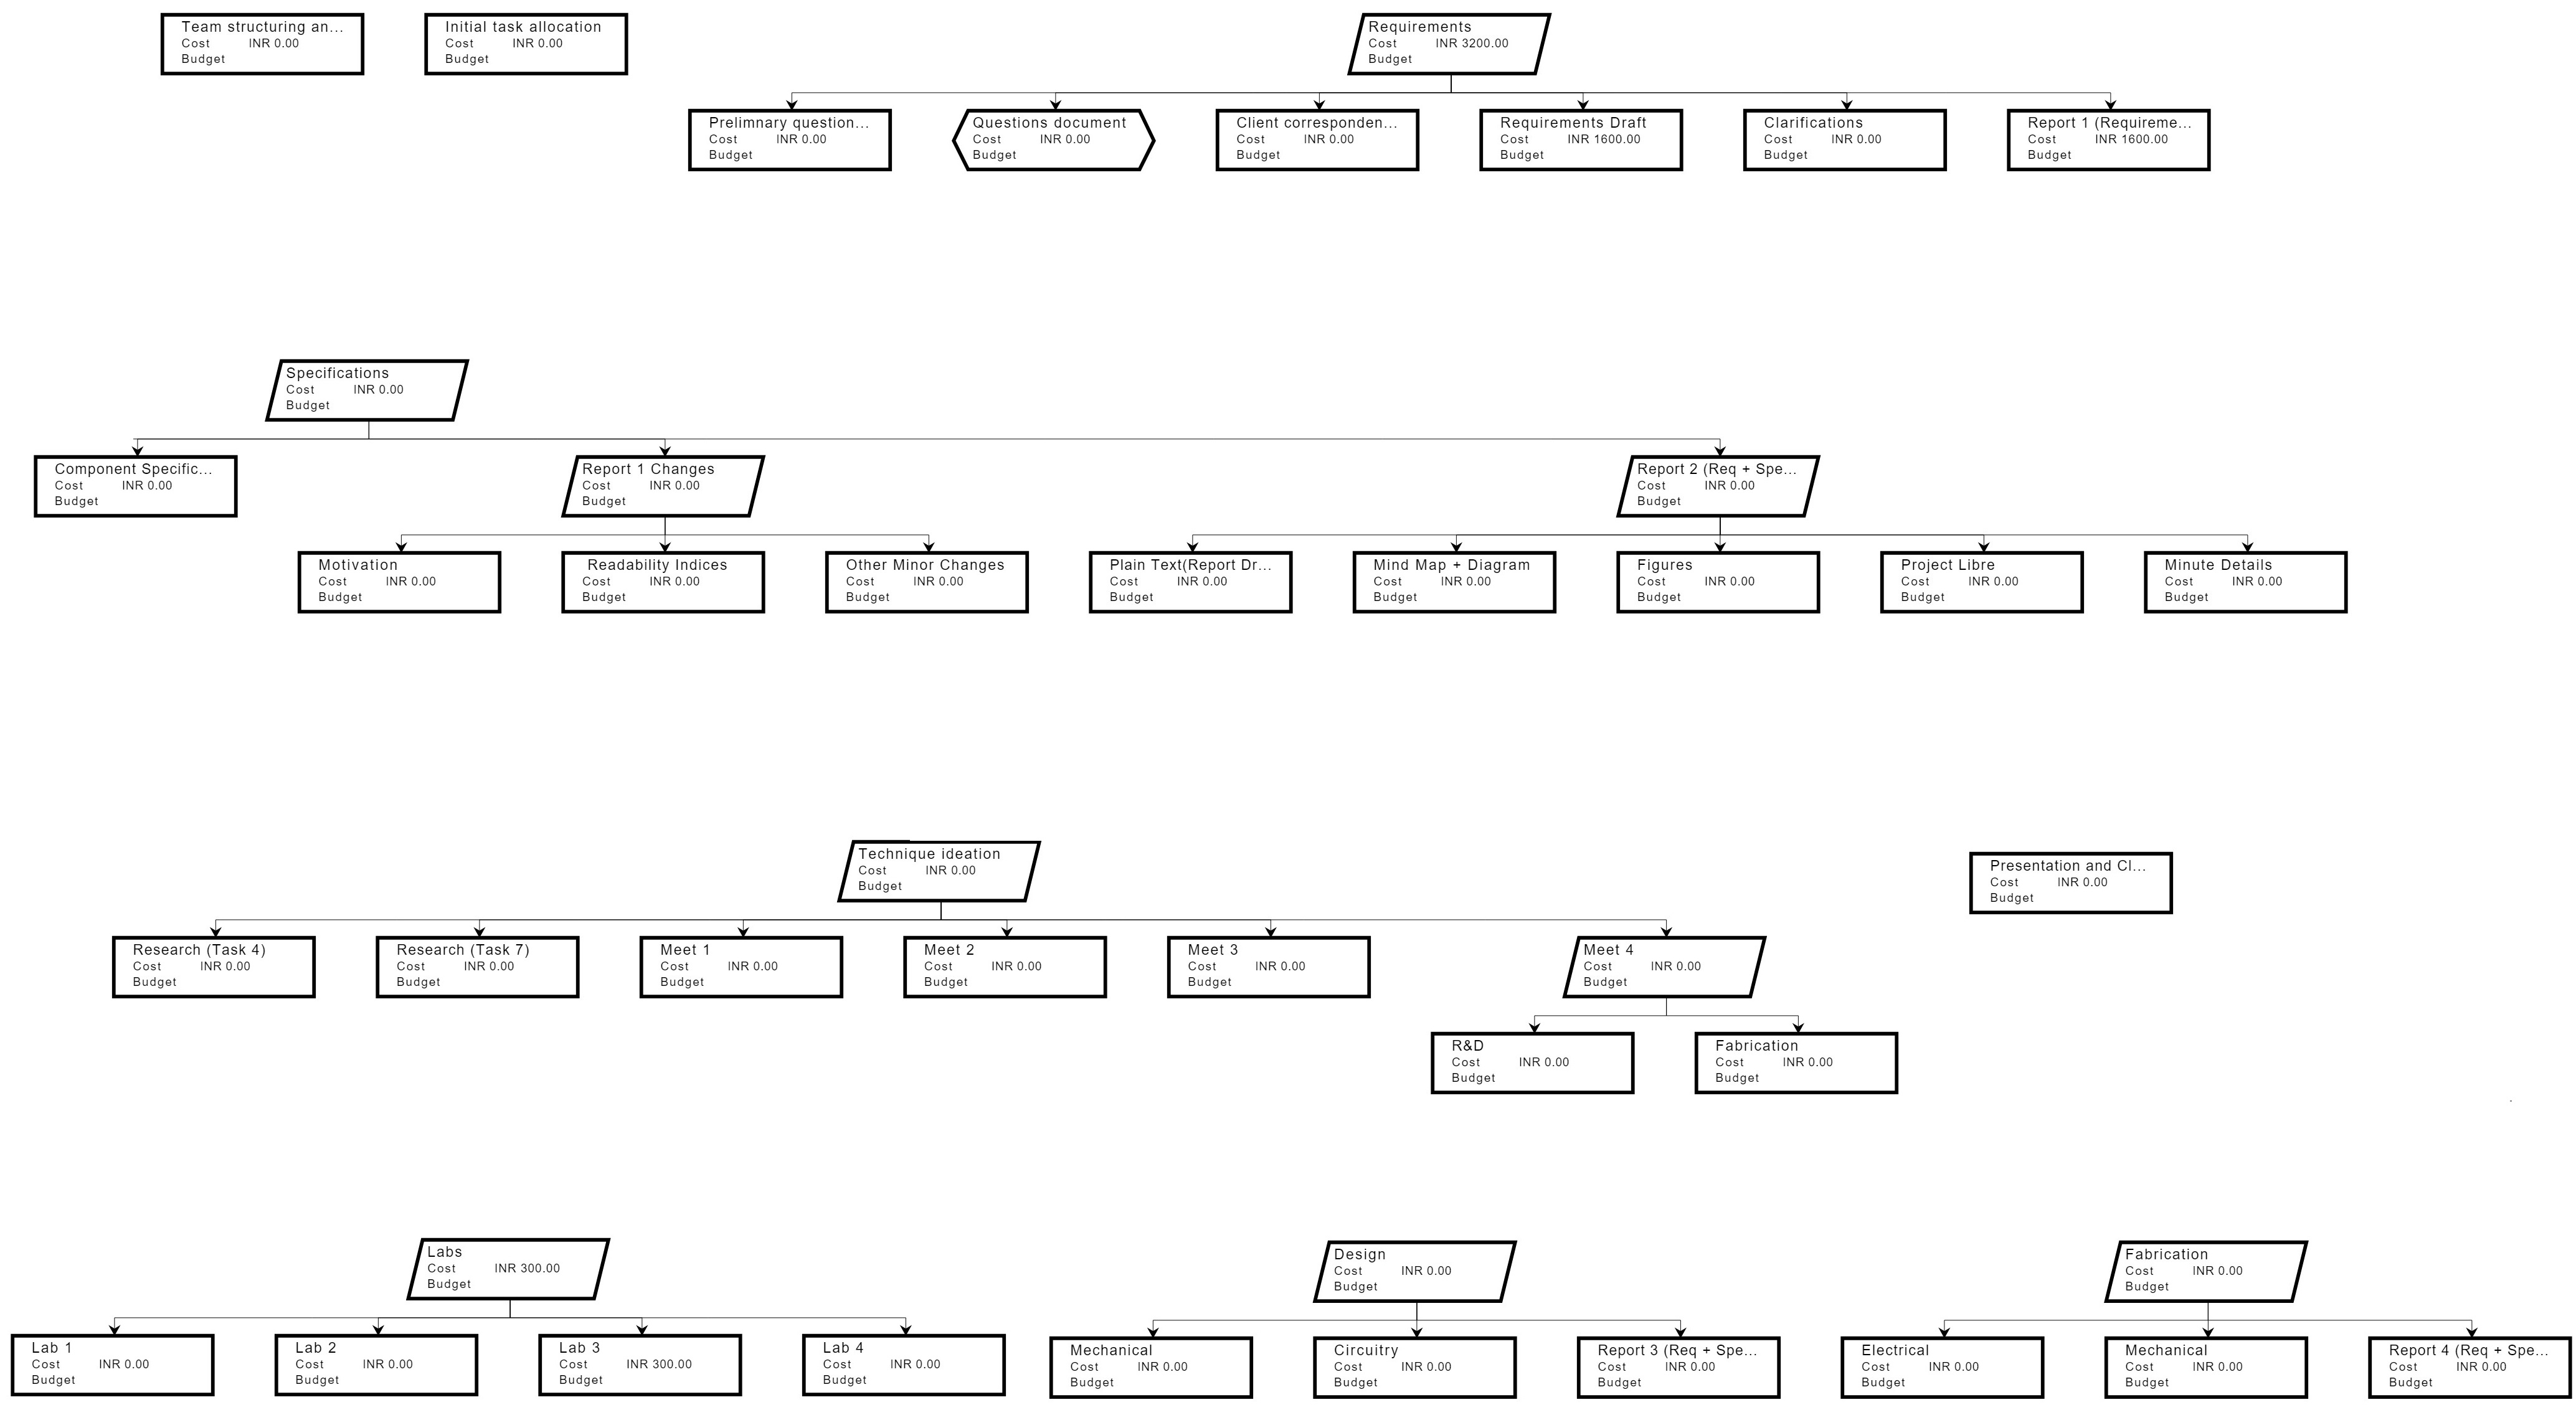 Team structuring an...
Cost INR 0.00
Budget
Initial task allocation
Cost INR 0.00
Budget
Requirements
Cost INR 3200.00
Budget
Prelimnary question...
Cost INR 0.00
Budget
Questions document
Cost INR 0.00
Budget
Client corresponden...
Cost INR 0.00
Budget
Requirements Draft
Cost INR 1600.00
Budget
Clarifications
Cost INR 0.00
Budget
Report 1 (Requireme...
Cost INR 1600.00
Budget
Specifications
Cost INR 0.00
Budget
Component Specific...
Cost INR 0.00
Budget
Report 1 Changes
Cost INR 0.00
Budget
Report 2 (Req + Spe...
Cost INR 0.00
Budget
Motivation
Cost INR 0.00
Budget
Readability Indices
Cost INR 0.00
Budget
Other Minor Changes
Cost INR 0.00
Budget
Plain Text(Report Dr...
Cost INR 0.00
Budget
Mind Map + Diagram
Cost INR 0.00
Budget
Figures
Cost INR 0.00
Budget
Project Libre
Cost INR 0.00
Budget
Minute Details
Cost INR 0.00
Budget
Technique ideation
Cost INR 0.00
Budget
Presentation and Cl...
Cost INR 0.00
Budget
Research (Task 4)
Cost INR 0.00
Budget
Research (Task 7)
Cost INR 0.00
Budget
Meet 1
Cost INR 0.00
Budget
Meet 2
Cost INR 0.00
Budget
Meet 3
Cost INR 0.00
Budget
Meet 4
Cost INR 0.00
Budget
R&D
Cost INR 0.00
Budget
Fabrication
Cost INR 0.00
Budget
Labs
Cost INR 300.00
Budget
Design
Cost INR 0.00
Budget
Fabrication
Cost INR 0.00
Budget
Lab 1
Cost INR 0.00
Budget
Lab 2
Cost INR 0.00
Budget
Lab 3
Cost INR 300.00
Budget
Lab 4
Cost INR 0.00
Budget
Mechanical
Cost INR 0.00
Budget
Circuitry
Cost INR 0.00
Budget
Report 3 (Req + Spe...
Cost INR 0.00
Budget
Electrical
Cost INR 0.00
Budget
Mechanical
Cost INR 0.00
Budget
Report 4 (Req + Spe...
Cost INR 0.00
Budget